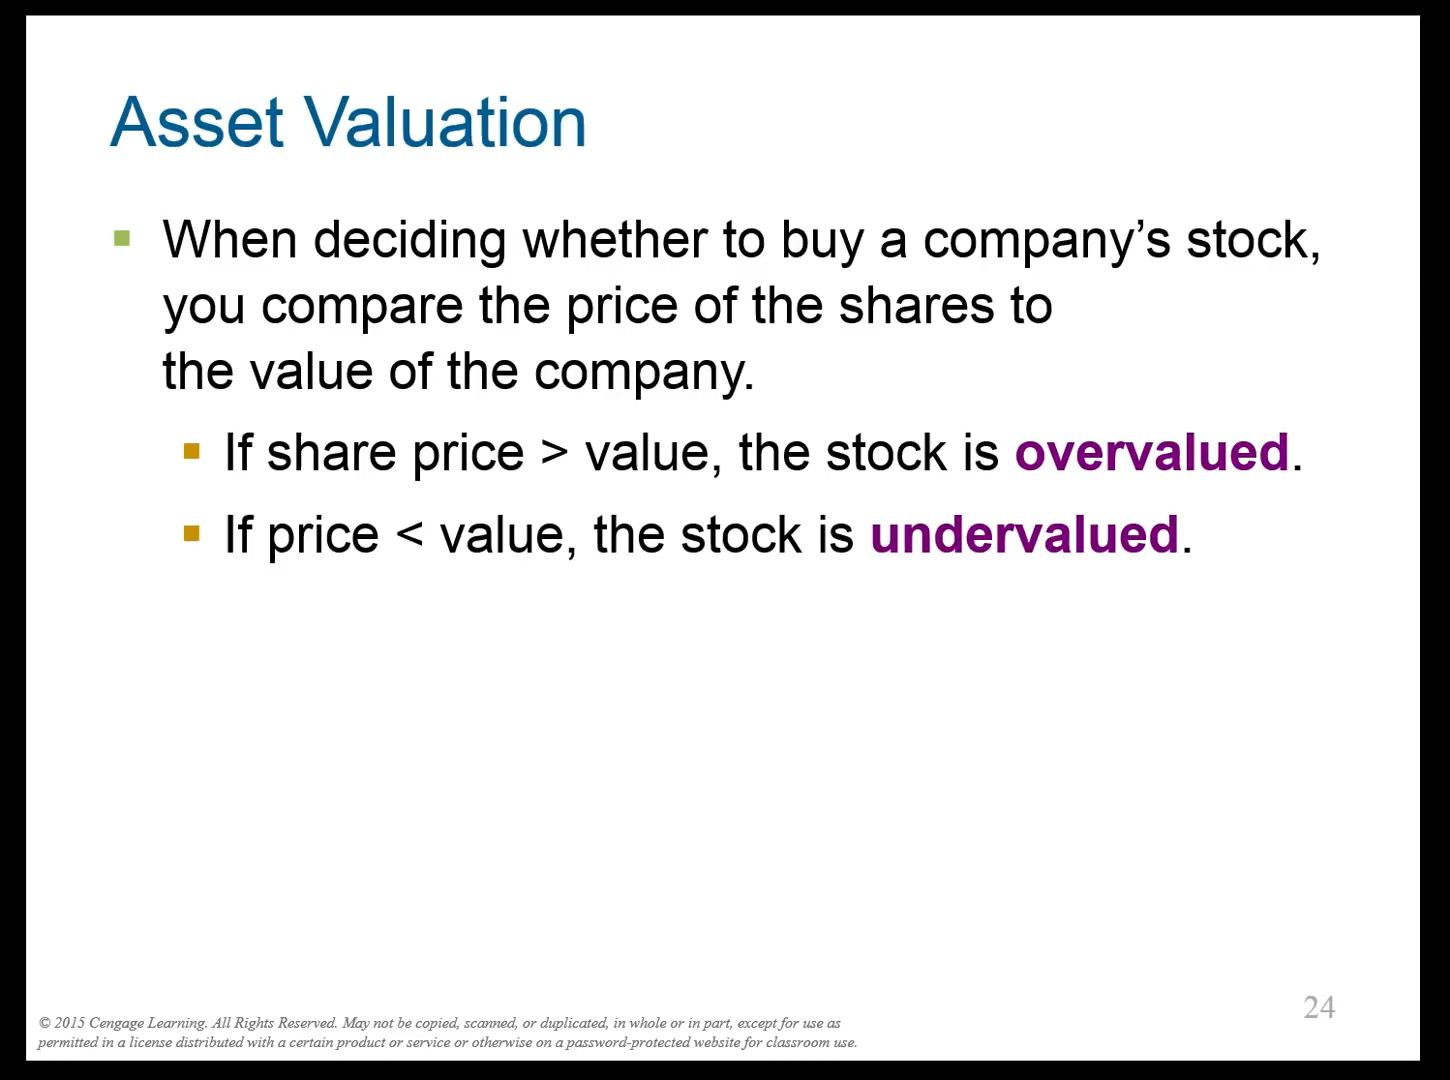 Asset Valuation
When deciding whether to buy a company’s stock,
you compare the price of the shares to
the value of the company.
If share price > value, the stock is overvalued.
If price < value, the stock is undervalued.
24
© 2015 Cengage Learning. All Rights Reserved. May not be copied, scanned, or duplicated, in whole or in part, except for use as
permitted in a license distributed with a certain product or service or otherwise on a password-protected website for classroom use.